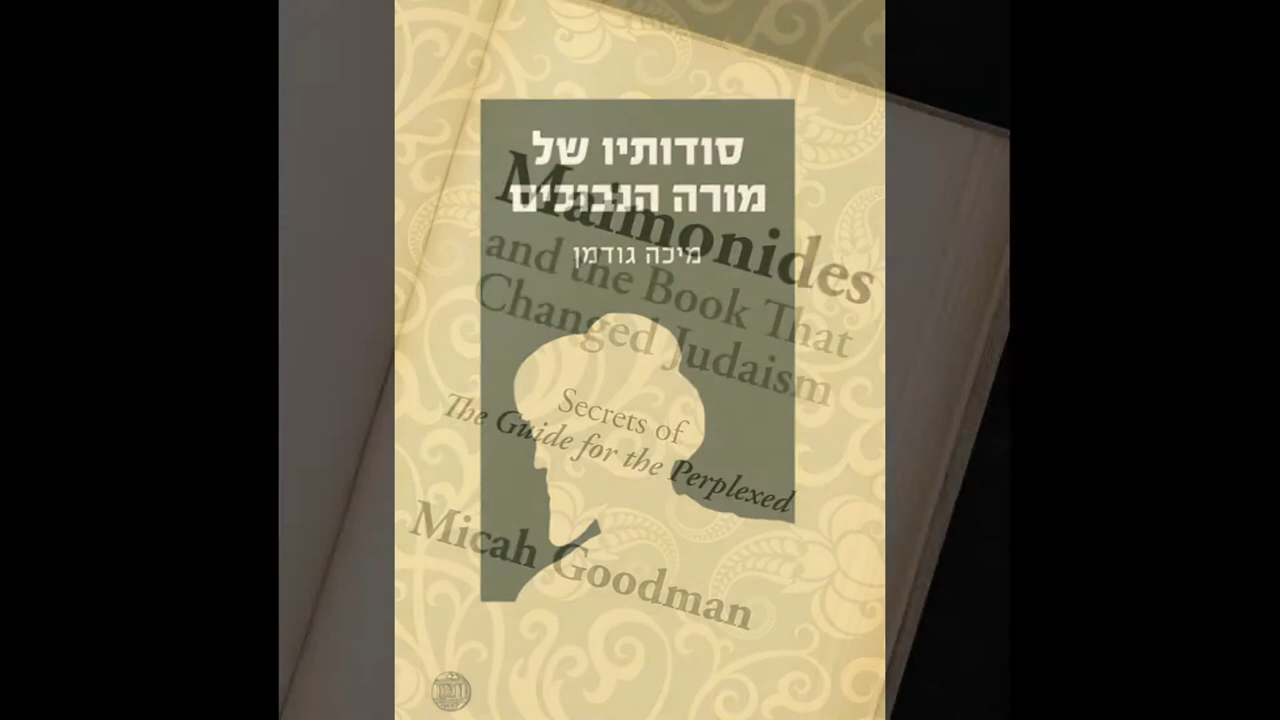 סודותיו של
מורה הנבוכים
מיכה גודמן
Maimonides
and the Book That
Changed Judaism
Secrets of
The Guide for the Perplexed
Micah Goodman